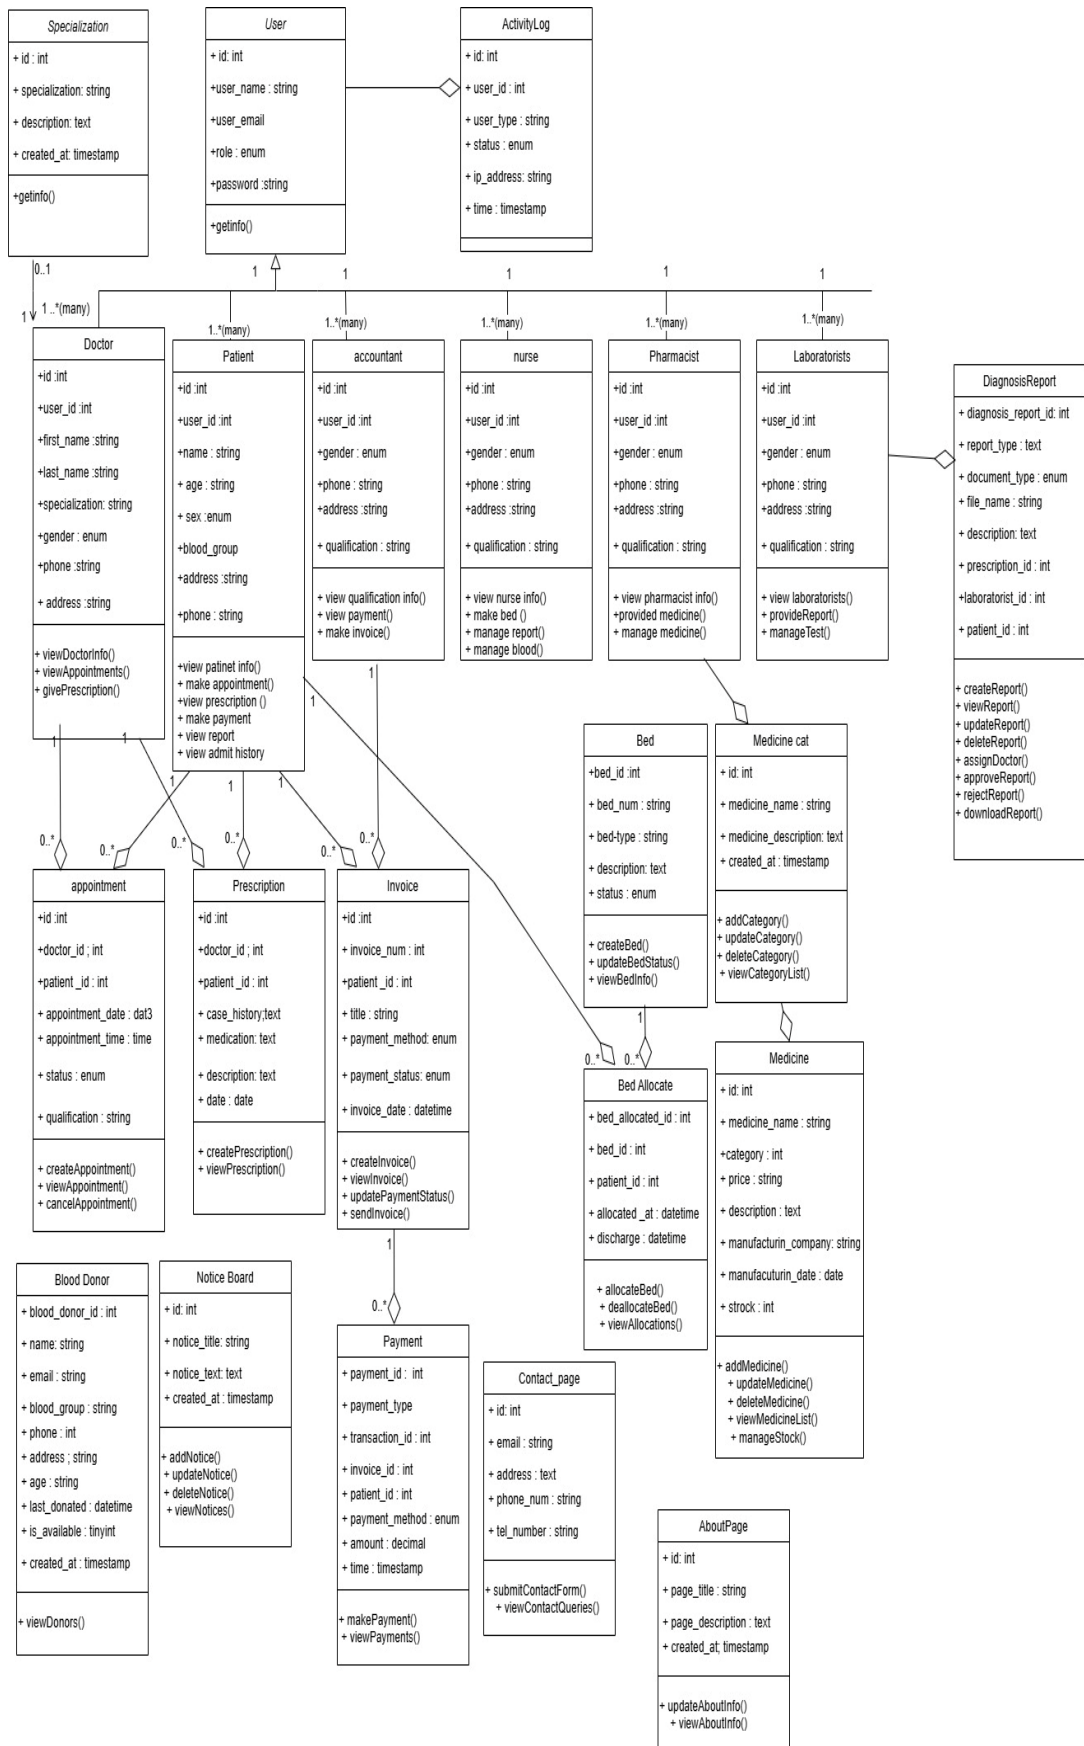 Specialization
+ id : int
+ specialization: string
+ description: text
+ created_at: timestamp
+getinfo()
User
+ id: int
+user_name : string
+user_email
+role : enum
+password :string
+getinfo()
ActivityLog
+ id: int
+ user_id : int
+ user_type : string
+ status : enum
+ ip_address: string
+ time : timestamp
0..1
1
1 ..*(many)
1
1
1
1
1
1..*(many)
1..*(many)
1..*(many)
1..*(many)
1..*(many)
Doctor
+id :int
+user_id :int
+first_name :string
+last_name :string
+specialization: string
+gender : enum
+phone :string
+ address :string
+ viewDoctorInfo()
+ viewAppointments()
+ givePrescription()
Patient
+id :int
+user_id :int
+name : string
+ age : string
+ sex :enum
+blood_group
+address :string
+phone : string
+view patinet info()
+ make appointment()
+view prescription ()
+ make payment
+ view report
+ view admit history
accountant
+id :int
+user_id :int
+gender : enum
+phone : string
+address :string
+ qualification : string
+ view qualification info()
+ view payment()
+ make invoice()
nurse
+id :int
+user_id :int
+gender : enum
+phone : string
+address :string
+ qualification : string
+ view nurse info()
+ make bed ()
+ manage report()
+ manage blood()
Pharmacist
+id :int
+user_id :int
+gender : enum
+phone : string
+address :string
+ qualification : string
+ view pharmacist info()
+provided medicine()
+ manage medicine()
Laboratorists
+id :int
+user_id :int
+gender : enum
+phone : string
+address :string
+ qualification : string
+ view laboratorists()
+ provideReport()
+ manageTest()
DiagnosisReport
+ diagnosis_report_id: int
+ report_type : text
+ document_type : enum
+ file_name : string
+ description: text
+ prescription_id : int
+laboratorist_id : int
+ patient_id : int
+ createReport()
+ viewReport()
+ updateReport()
+ deleteReport()
+ assignDoctor()
+ approveReport()
+ rejectReport()
+ downloadReport()
1
1
1
1
1
1
1
0..*
0..*
0..*
0..*
0..*
0..*
Bed
+bed_id :int
+ bed_num : string
+ bed-type : string
+ description: text
+ status : enum
+ createBed()
+ updateBedStatus()
+ viewBedInfo()
1
0..*
0..*
Medicine cat
+ id: int
+ medicine_name : string
+ medicine_description: text
+ created_at : timestamp
+ addCategory()
+ updateCategory()
+ deleteCategory()
+ viewCategoryList()
appointment
+id :int
+doctor_id ; int
+patient _id : int
+ appointment_date : dat3
+ appointment_time : time
+ status : enum
+ qualification : string
+ createAppointment()
+ viewAppointment()
+ cancelAppointment()
Prescription
+id :int
+doctor_id ; int
+patient _id : int
+ case_history;text
+ medication: text
+ description: text
+ date : date
+ createPrescription()
+ viewPrescription()
Invoice
+id :int
+ invoice_num : int
+patient _id : int
+ title : string
+ payment_method: enum
+ payment_status: enum
+ invoice_date : datetime
+ createInvoice()
+ viewInvoice()
+ updatePaymentStatus()
+ sendInvoice()
1
0..*
Bed Allocate
+ bed_allocated_id : int
+ bed_id : int
+ patient_id : int
+ allocated _at : datetime
+ discharge : datetime
+ allocateBed()
+ deallocateBed()
+ viewAllocations()
Medicine
+ id: int
+ medicine_name : string
+category : int
+ price : string
+ description : text
+ manufacturin_company: string
+ manufacuturin_date : date
+ strock : int
+ addMedicine()
+ updateMedicine()
+ deleteMedicine()
+ viewMedicineList()
+ manageStock()
Blood Donor
+ blood_donor_id : int
+ name: string
+ email : string
+ blood_group : string
+ phone : int
+ address ; string
+ age : string
+ last_donated : datetime
+ is_available : tinyint
+ created_at : timestamp
+ viewDonors()
Notice Board
+ id: int
+ notice_title: string
+ notice_text: text
+ created_at : timestamp
+ addNotice()
+ updateNotice()
+ deleteNotice()
+ viewNotices()
Payment
+ payment_id : int
+ payment_type
+ transaction_id : int
+ invoice_id : int
+ patient_id : int
+ payment_method : enum
+ amount : decimal
+ time : timestamp
+ makePayment()
+ viewPayments()
Contact_page
+ id: int
+ email : string
+ address : text
+ phone_num : string
+ tel_number : string
+ submitContactForm()
+ viewContactQueries()
AboutPage
+ id: int
+ page_title : string
+ page_description : text
+ created_at; timestamp
+ updateAboutInfo()
+ viewAboutInfo()